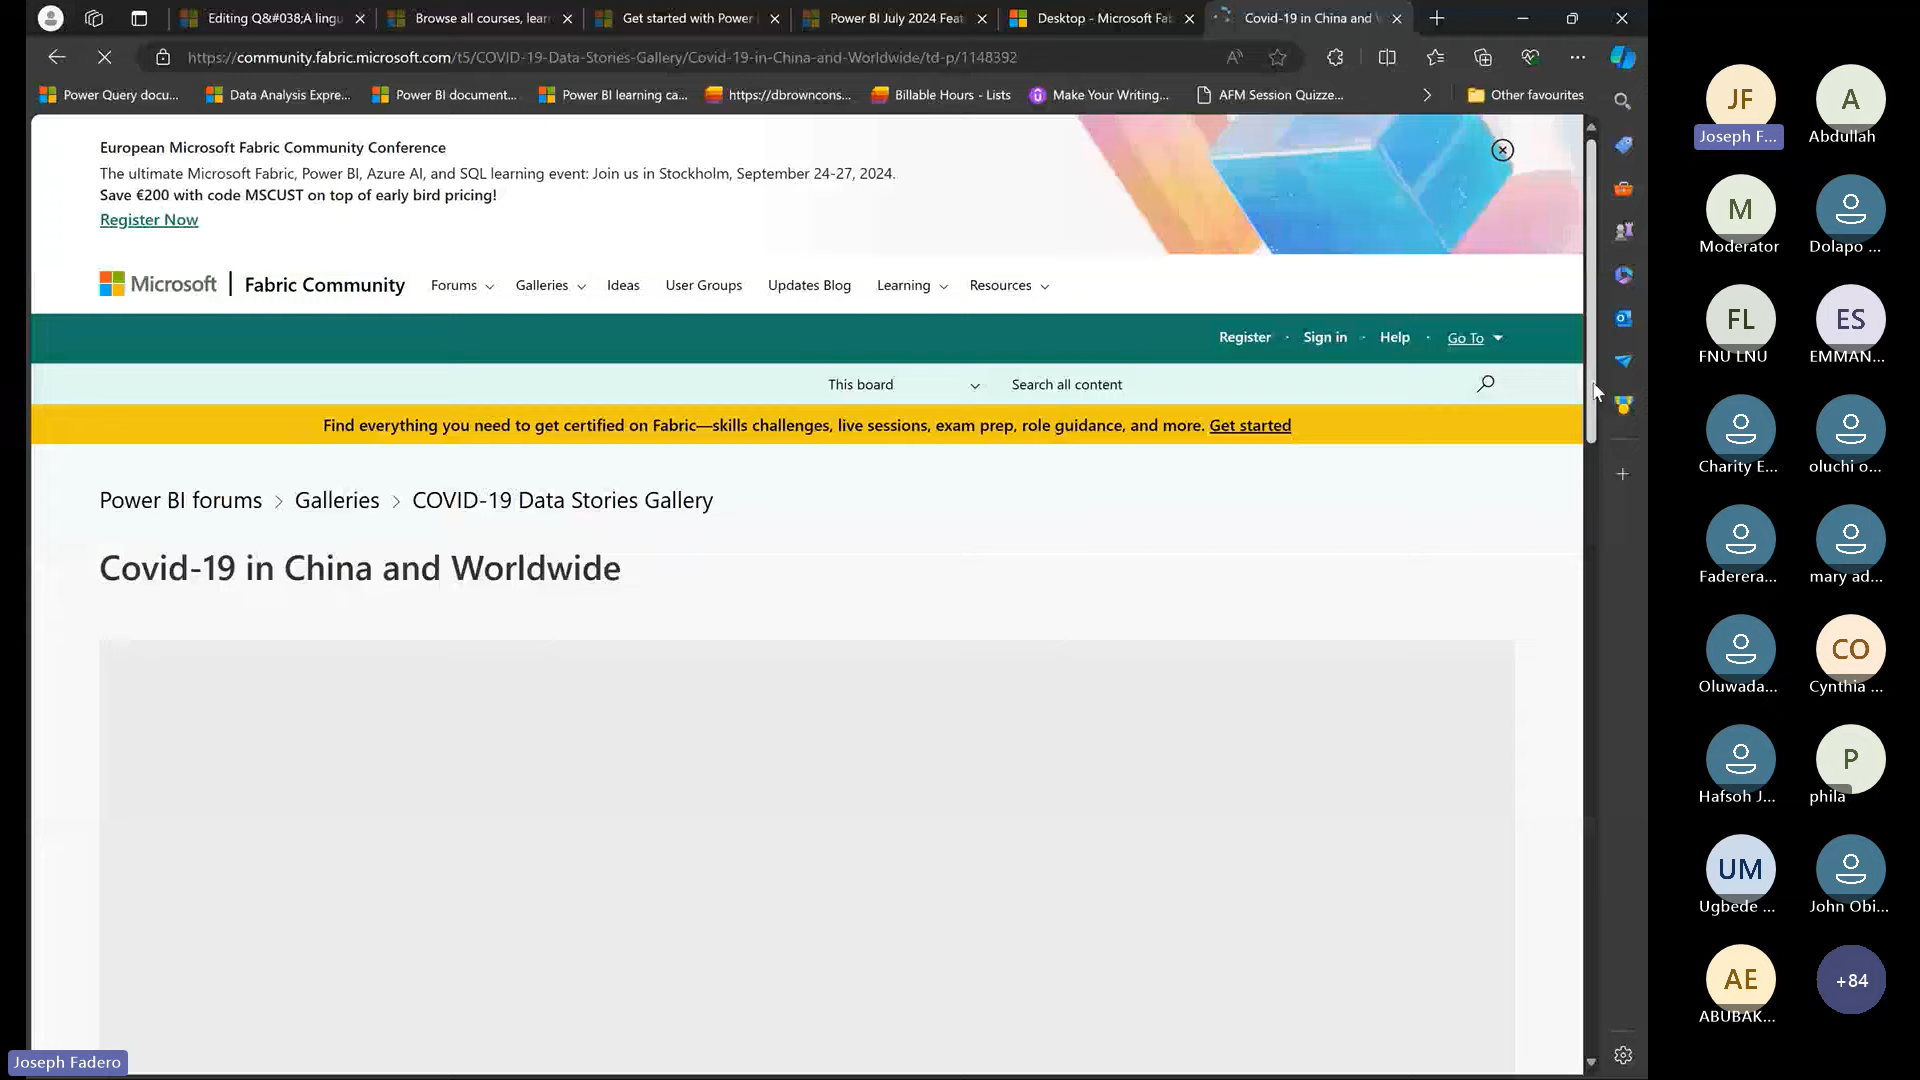 Editing Q&#038;A lingu
Browse all courses, lear
Get started with Power
Power BI July 2024 Feat
Desktop - Microsoft Fab
Covid-19 in China and
https://community.fabric.microsoft.com/t5/COVID-19-Data-Stories-Gallery/Covid-19-in-China-and-Worldwide/td-p/1148392
Power Query docu...
Data Analysis Expre...
Power BI document...
Power BI learning ca...
https://dbrowncons...
Billable Hours - Lists
Make Your Writing...
AFM Session Quizze...
Other favourites
European Microsoft Fabric Community Conference
The ultimate Microsoft Fabric, Power BI, Azure AI, and SQL learning event: Join us in Stockholm, September 24-27, 2024.
Save €200 with code MSCUST on top of early bird pricing!
Register Now
Microsoft | Fabric Community
Forums
Galleries
Ideas
User Groups
Updates Blog
Learning
Resources
Register · Sign in · Help · Go To
This board
Search all content
Find everything you need to get certified on Fabric—skills challenges, live sessions, exam prep, role guidance, and more. Get started
Power BI forums > Galleries > COVID-19 Data Stories Gallery
Covid-19 in China and Worldwide
JF
Joseph F...
A
Abdullah
M
Moderator
Dolapo ...
FL
FNU LNU
ES
EMMAN...
Charity E...
oluchi o...
Faderera...
mary ad...
Oluwada...
CO
Cynthia ...
Hafsoh J...
P
phila
UM
Ugbede ...
John Obi...
AE
ABUBAK...
+84
Joseph Fadero